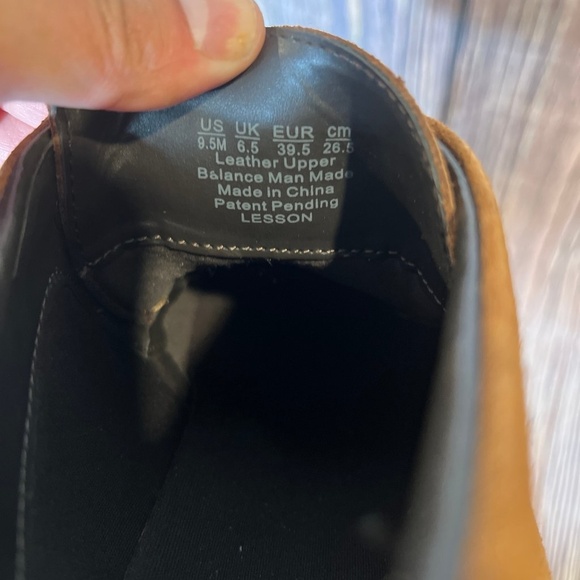 US UK EUR cm
9.5M 6.5 39.5 26.5
Leather Upper
Balance Man Made
Made in China
Patent Pending
LESSON